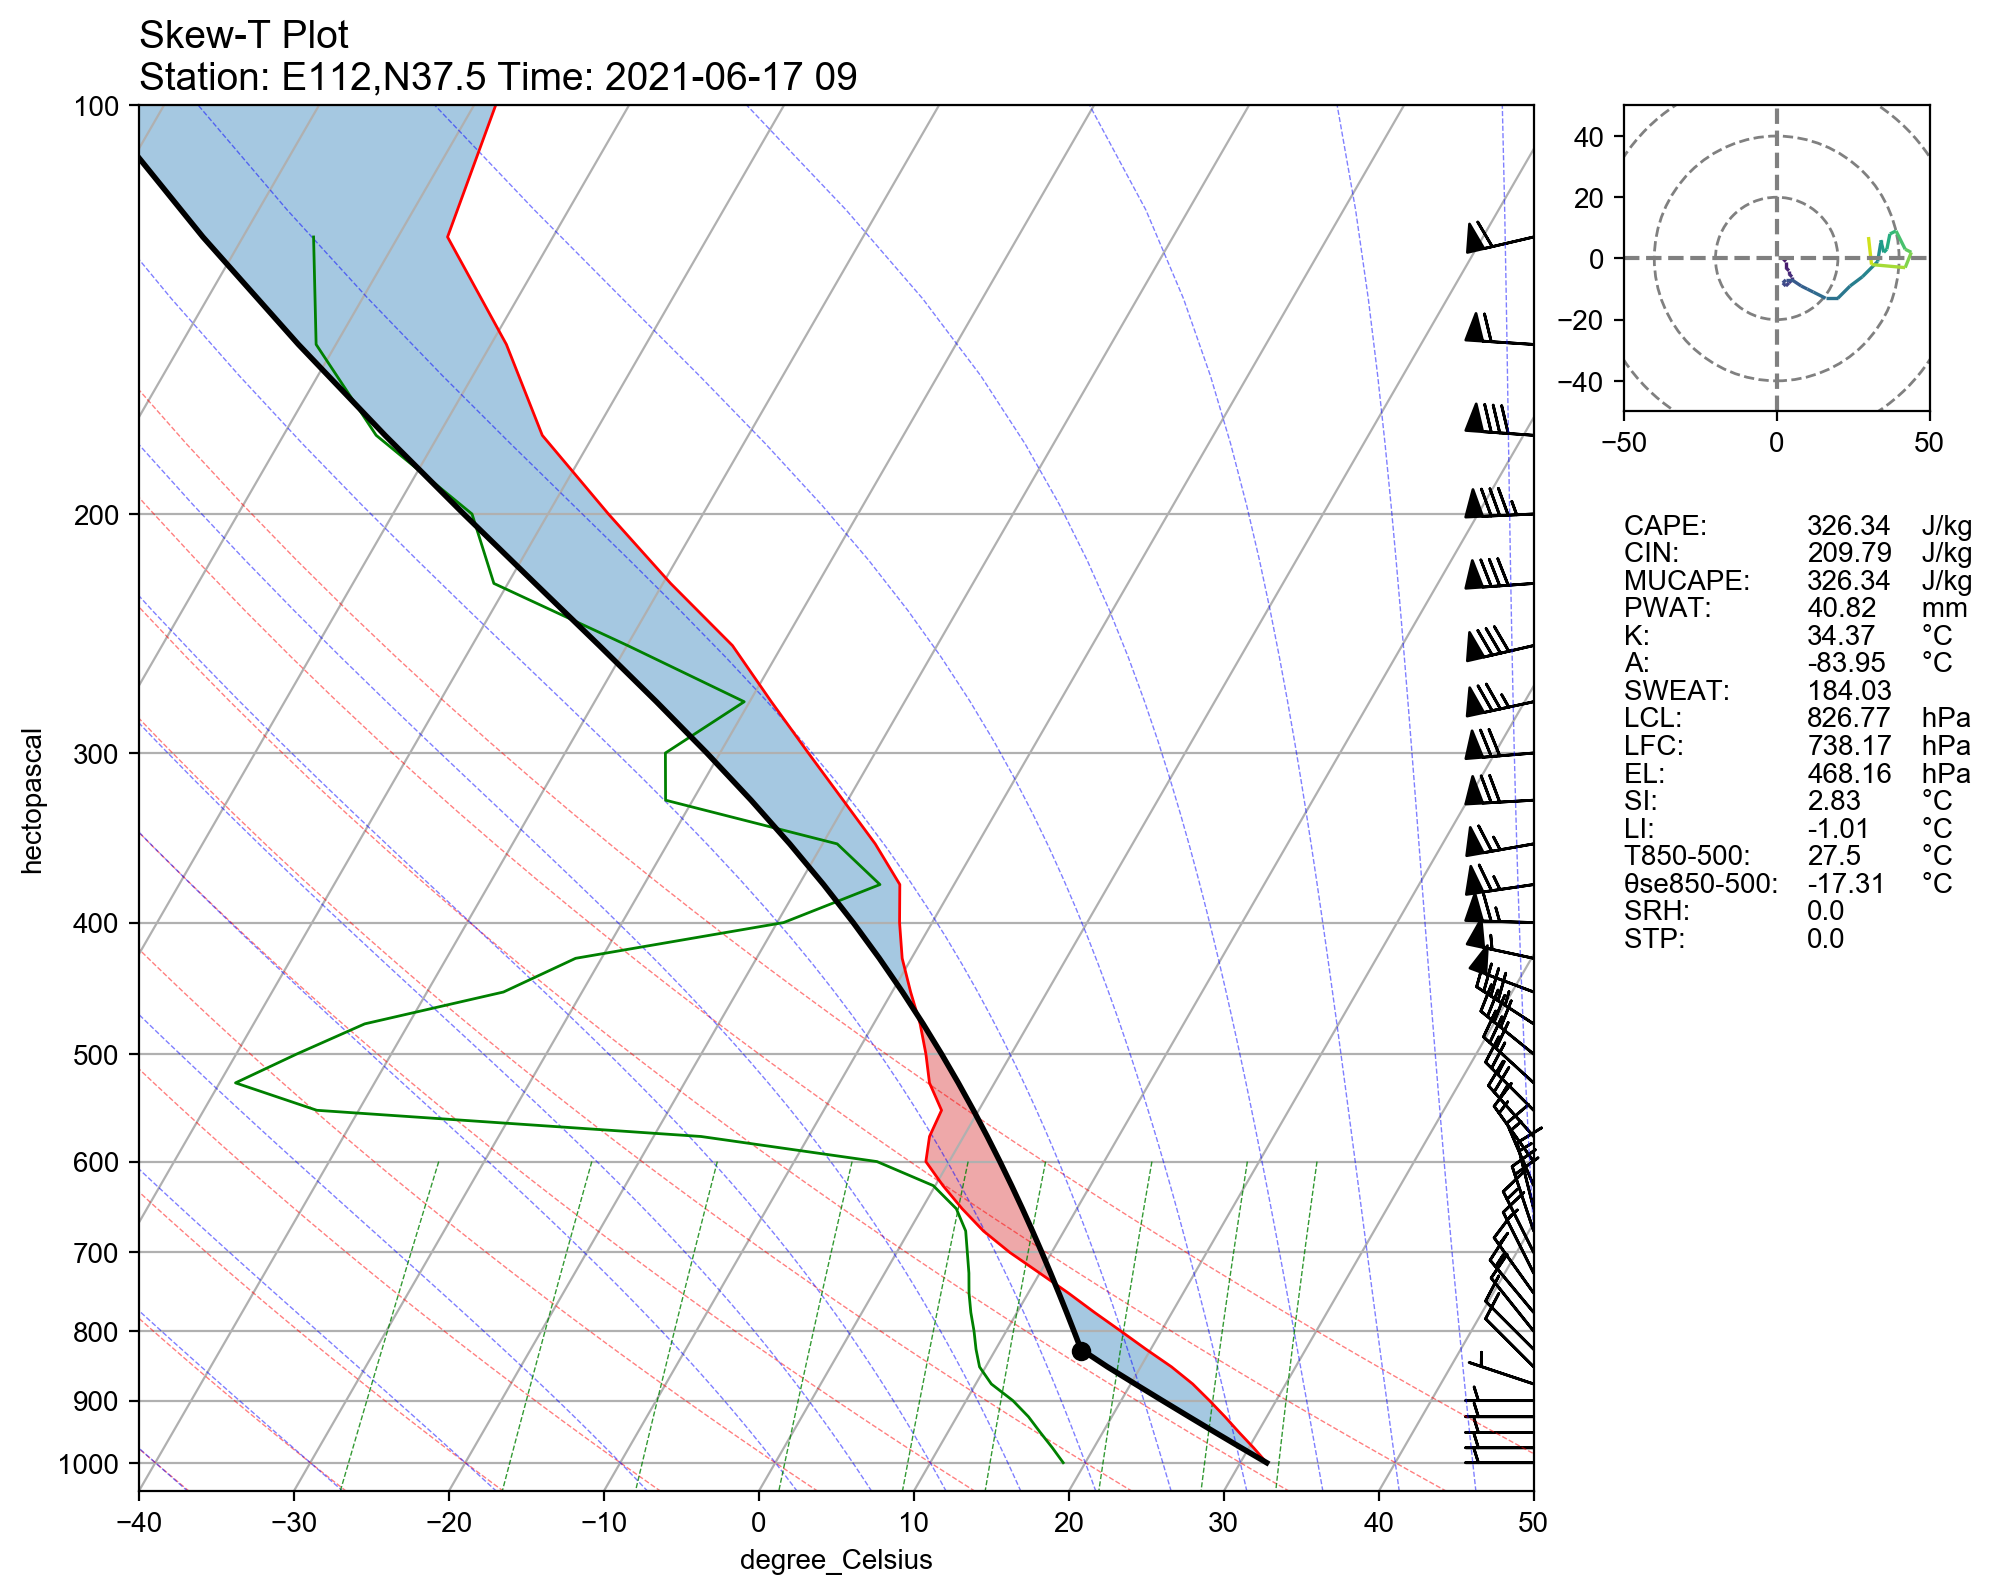 Skew-T Plot
Station: E112,N37.5 Time: 2021-06-17 09
100
200
300
400
500
600
700
800
900
1000
hectopascal
−40 −30 −20 −10 0 10 20 30 40 50
degree_Celsius
40
20
0
−20
−40
−50 0 50
CAPE: 326.34 J/kg
CIN: 209.79 J/kg
MUCAPE: 326.34 J/kg
PWAT: 40.82 mm
K: 34.37 °C
A: -83.95 °C
SWEAT: 184.03
LCL: 826.77 hPa
LFC: 738.17 hPa
EL: 468.16 hPa
SI: 2.83 °C
LI: -1.01 °C
T850-500: 27.5 °C
θse850-500: -17.31 °C
SRH: 0.0
STP: 0.0